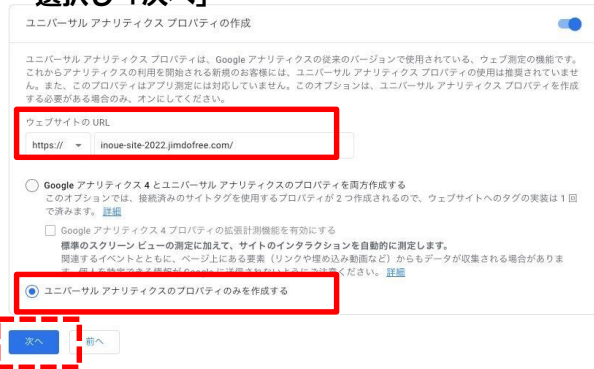 選択し「次へ」
ユニバーサル アナリティクス プロパティの作成
ユニバーサル アナリティクス プロパティは、Google アナリティクスの従来のバージョンで使用されている、ウェブ測定の機能です。
これからアナリティクスの利用を開始される新規のお客様には、ユニバーサル アナリティクス プロパティの使用は推奨されていませ
ん。また、このプロパティはアプリ測定には対応していません。このオプションは、ユニバーサル アナリティクス プロパティを作成
する必要がある場合のみ、オンにしてください。
ウェブサイトの URL
https:// inoue-site-2022.jimdofree.com/
Google アナリティクス 4 とユニバーサル アナリティクスのプロパティを両方作成する
このオプションでは、接続済みのサイトタグを使用するプロパティが 2 つ作成されるので、ウェブサイトへのタグの実装は 1 回
で済みます。 詳細
Google アナリティクス 4 プロパティの拡張計測機能を有効にする
標準のスクリーン ビューの測定に加えて、サイトのインタラクションを自動的に測定します。
関連するイベントとともに、ページ上にある要素（リンクや埋め込み動画など）からもデータが収集される場合がありま
す。個人を特定できる情報が Google に送信されないようにご注意ください。 詳細
ユニバーサル アナリティクスのプロパティのみを作成する
次へ 前へ